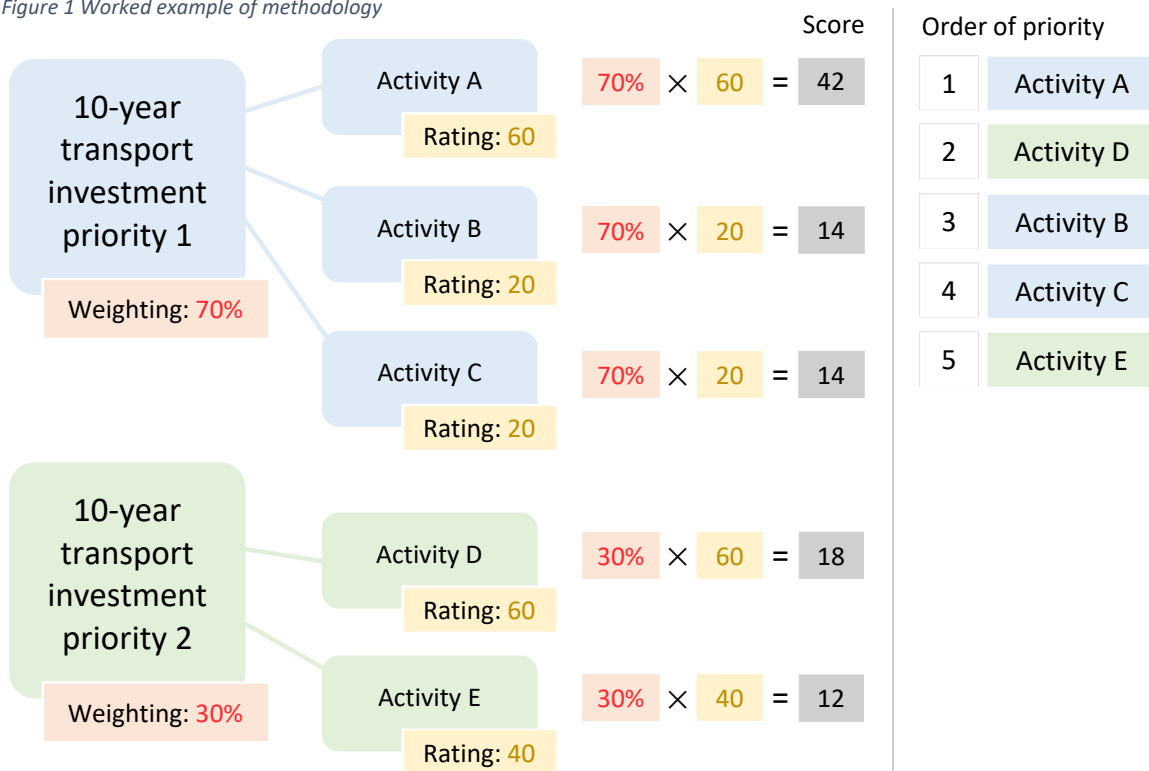 Figure 1 Worked example of methodology
Score
Order of priority
10-year
transport
investment
priority 1
Weighting: 70%
Activity A
Rating: 60
70% × 60 = 42
Activity B
Rating: 20
70% × 20 = 14
Activity C
Rating: 20
70% × 20 = 14
10-year
transport
investment
priority 2
Weighting: 30%
Activity D
Rating: 60
30% × 60 = 18
Activity E
Rating: 40
30% × 40 = 12
1 Activity A
2 Activity D
3 Activity B
4 Activity C
5 Activity E